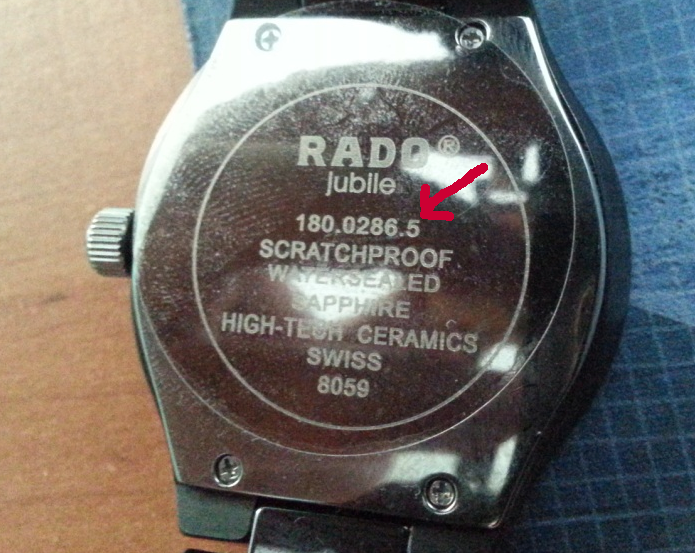 RADO®
jubile
180.0286.5
SCRATCHPROOF
WATERSEALED
SAPPHIRE
HIGH-TECH CERAMICS
SWISS
8059